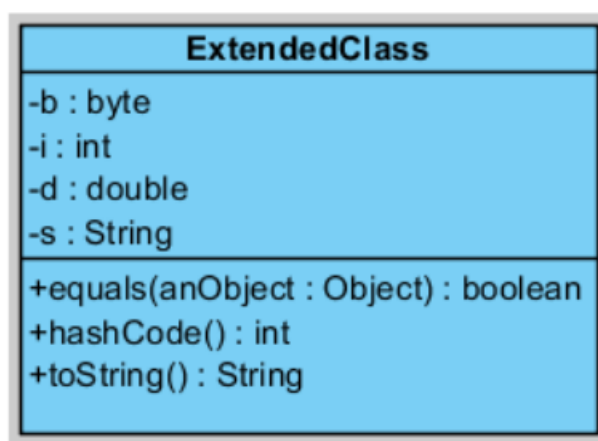 ExtendedClass
-b : byte
-i : int
-d : double
-s : String
+equals(anObject : Object) : boolean
+hashCode() : int
+toString() : String